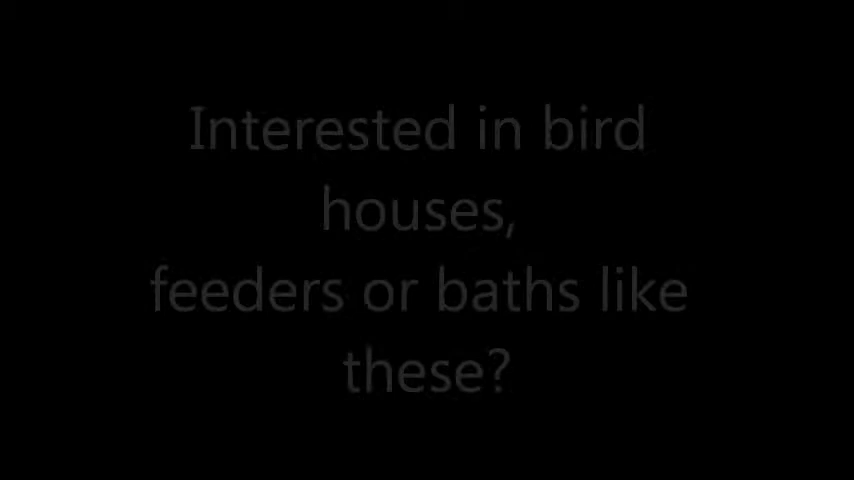 Interested in bird
houses,
feeders or baths like
these?